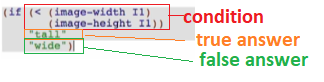 (if (< (image-width I1) condition
(image-height I1))
"tall" true answer
"wide") false answer